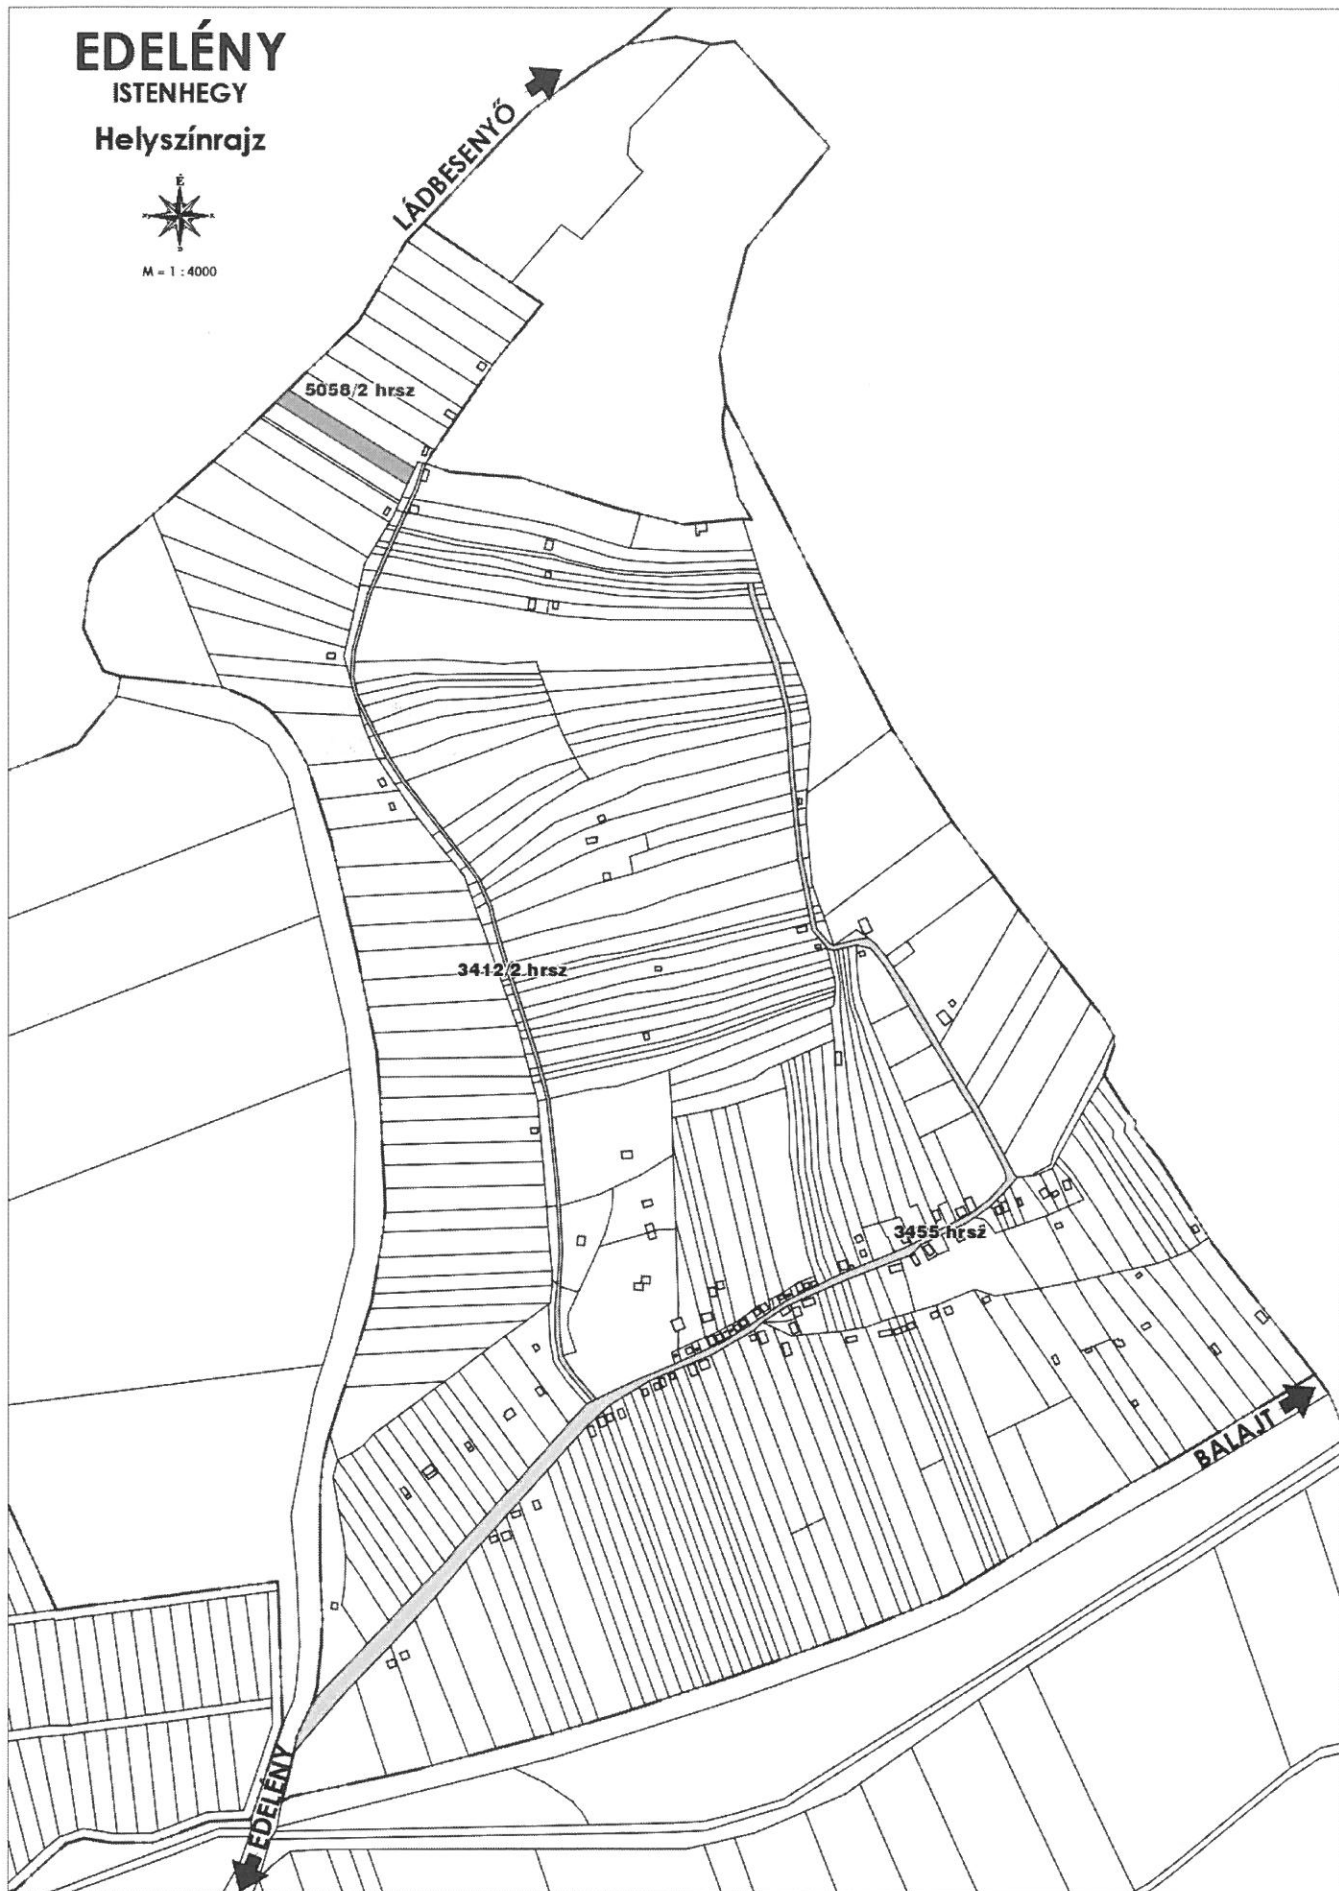 EDELÉNY
ISTENHEGY
Helyszínrajz
É
M = 1 : 4000
LÁDBESENYŐ
5058/2 hrsz
3412/2 hrsz
3455 hrsz
BALAJT
EDELÉNY